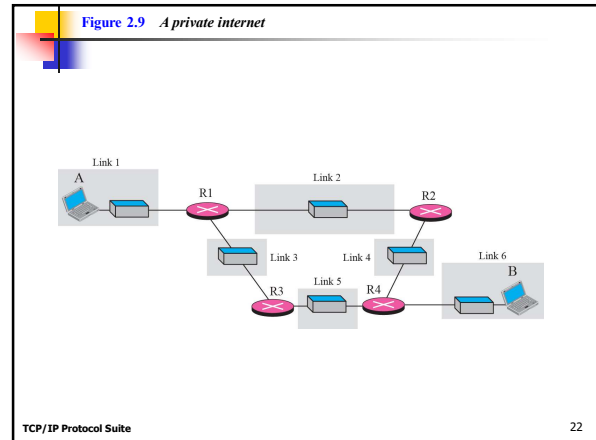 Figure 2.9 A private internet
Link 1
A
R1
Link 2
R2
Link 3
Link 4
Link 6
B
R3
Link 5
R4
TCP/IP Protocol Suite
22